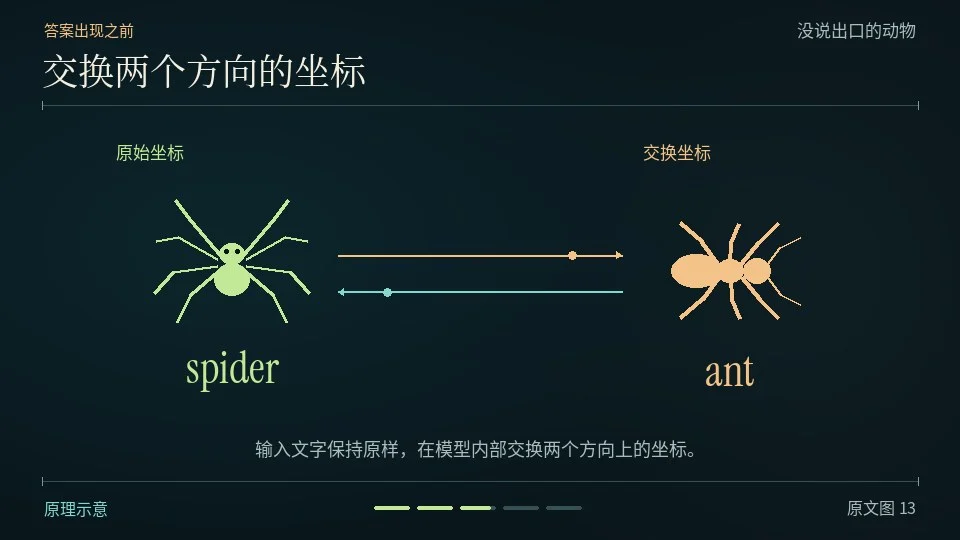 答案出现之前
没说出口的动物
交换两个方向的坐标
原始坐标
交换坐标
spider
ant
输入文字保持原样，在模型内部交换两个方向上的坐标。
原理示意
原文图 13